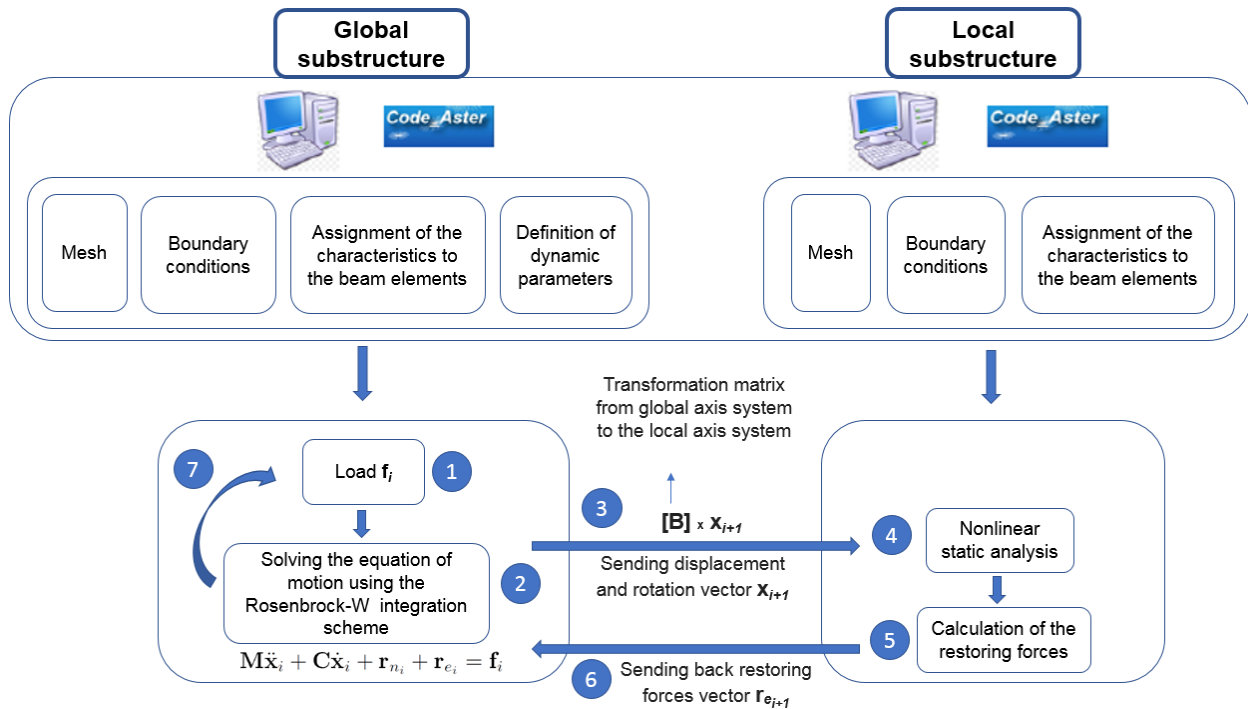 Global
substructure
Local
substructure
Code_Aster
Code_Aster
Mesh
Boundary
conditions
Assignment of the
characteristics to
the beam elements
Definition of
dynamic
parameters
Mesh
Boundary
conditions
Assignment of the
characteristics to
the beam elements
Transformation matrix
from global axis system
to the local axis system
7
Load f_i
1
3
[B] x x_{i+1}
Sending displacement
and rotation vector x_{i+1}
4
Nonlinear
static analysis
Solving the equation of
motion using the
Rosenbrock-W integration
scheme
2
Mẍ_i + Cẋ_i + r_{n_i} + r_{e_i} = f_i
5
Calculation of the
restoring forces
6
Sending back restoring
forces vector r_{e_{i+1}}